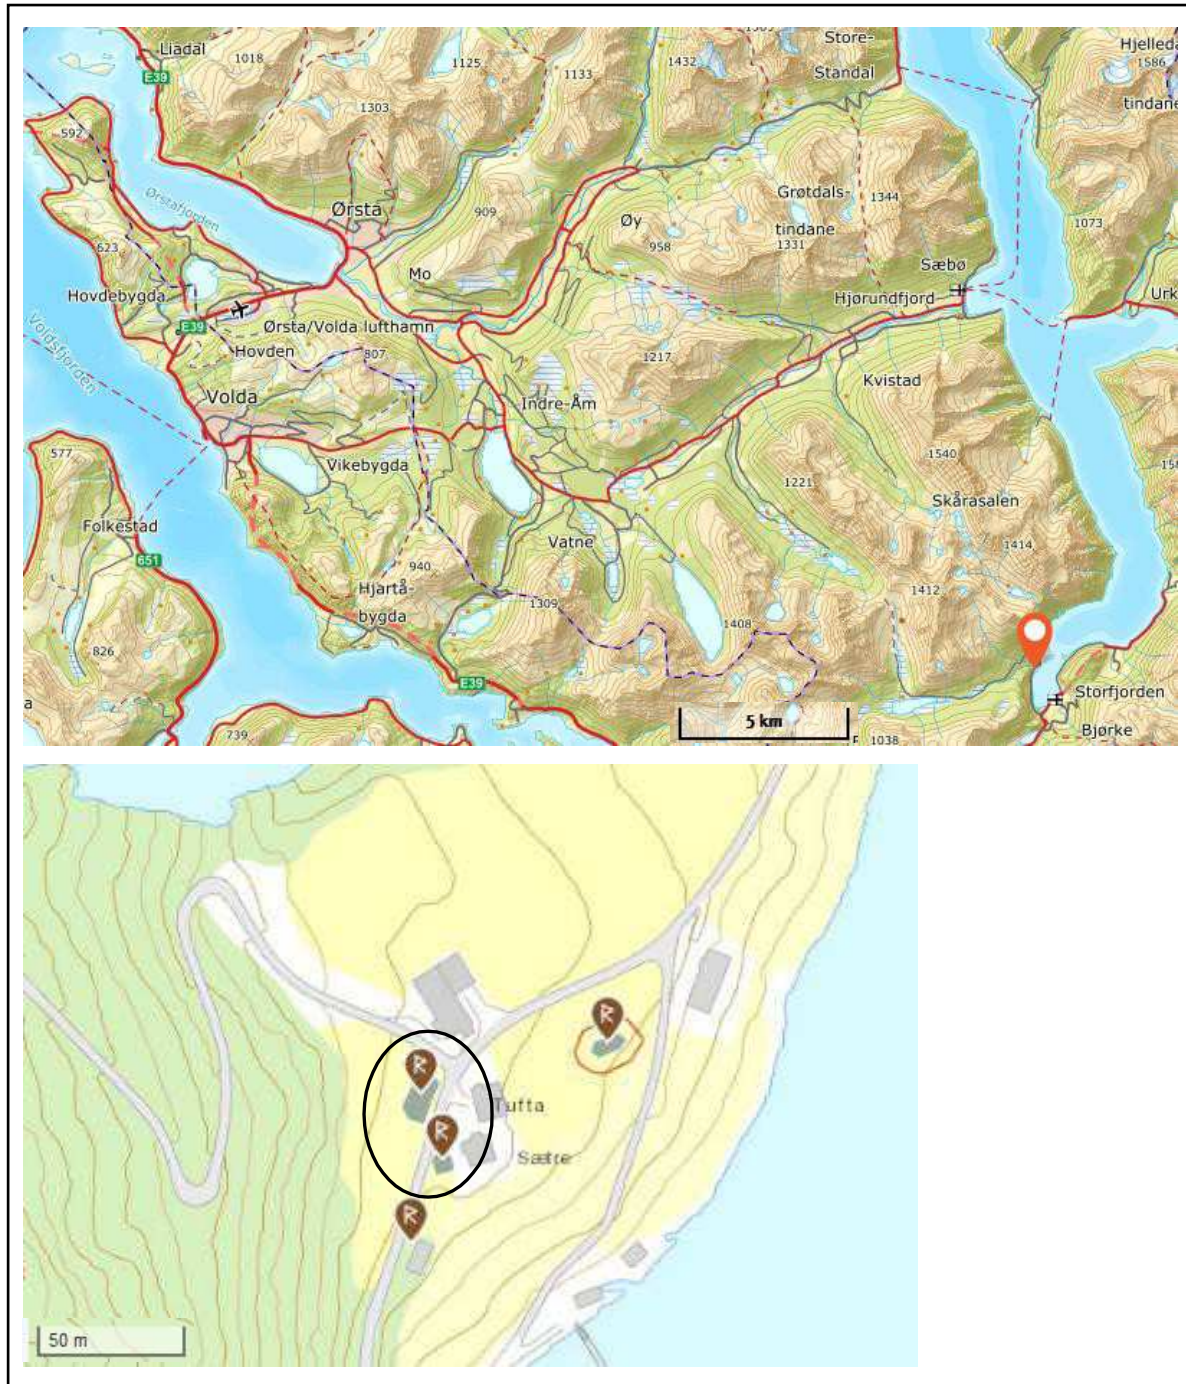 Liadal
1018
1125
1133
1432
1309
Store-
Standal
Hjelleda
1586
tindane
E39
592
1303
Ørstafjorden
Ørsta
909
Øy
958
Grøtdals-
tindane
1331
1344
1073
623
Mo
Sæbø
Hovdebygda
Hjørundfjord
Urk
E39
Ørsta/Volda lufthamn
Hovden
807
1217
Voldsfjorden
Volda
Kvistad
Indre-Åm
577
Vikebygda
1540
158
1221
Skårasalen
Folkestad
651
Vatne
1414
940
Hjartå-
bygda
1309
1412
826
1408
E39
Storfjorden
a
5 km
Bjørke
739
1038
Tufta
Sætre
50 m